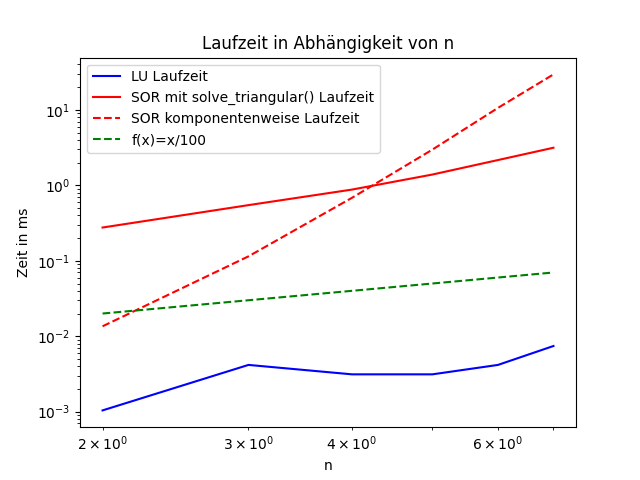 Laufzeit in Abhängigkeit von n
LU Laufzeit
SOR mit solve_triangular() Laufzeit
SOR komponentenweise Laufzeit
f(x)=x/100
Zeit in ms
10¹
10⁰
10⁻¹
10⁻²
10⁻³
2 × 10⁰ 3 × 10⁰ 4 × 10⁰ 6 × 10⁰
n